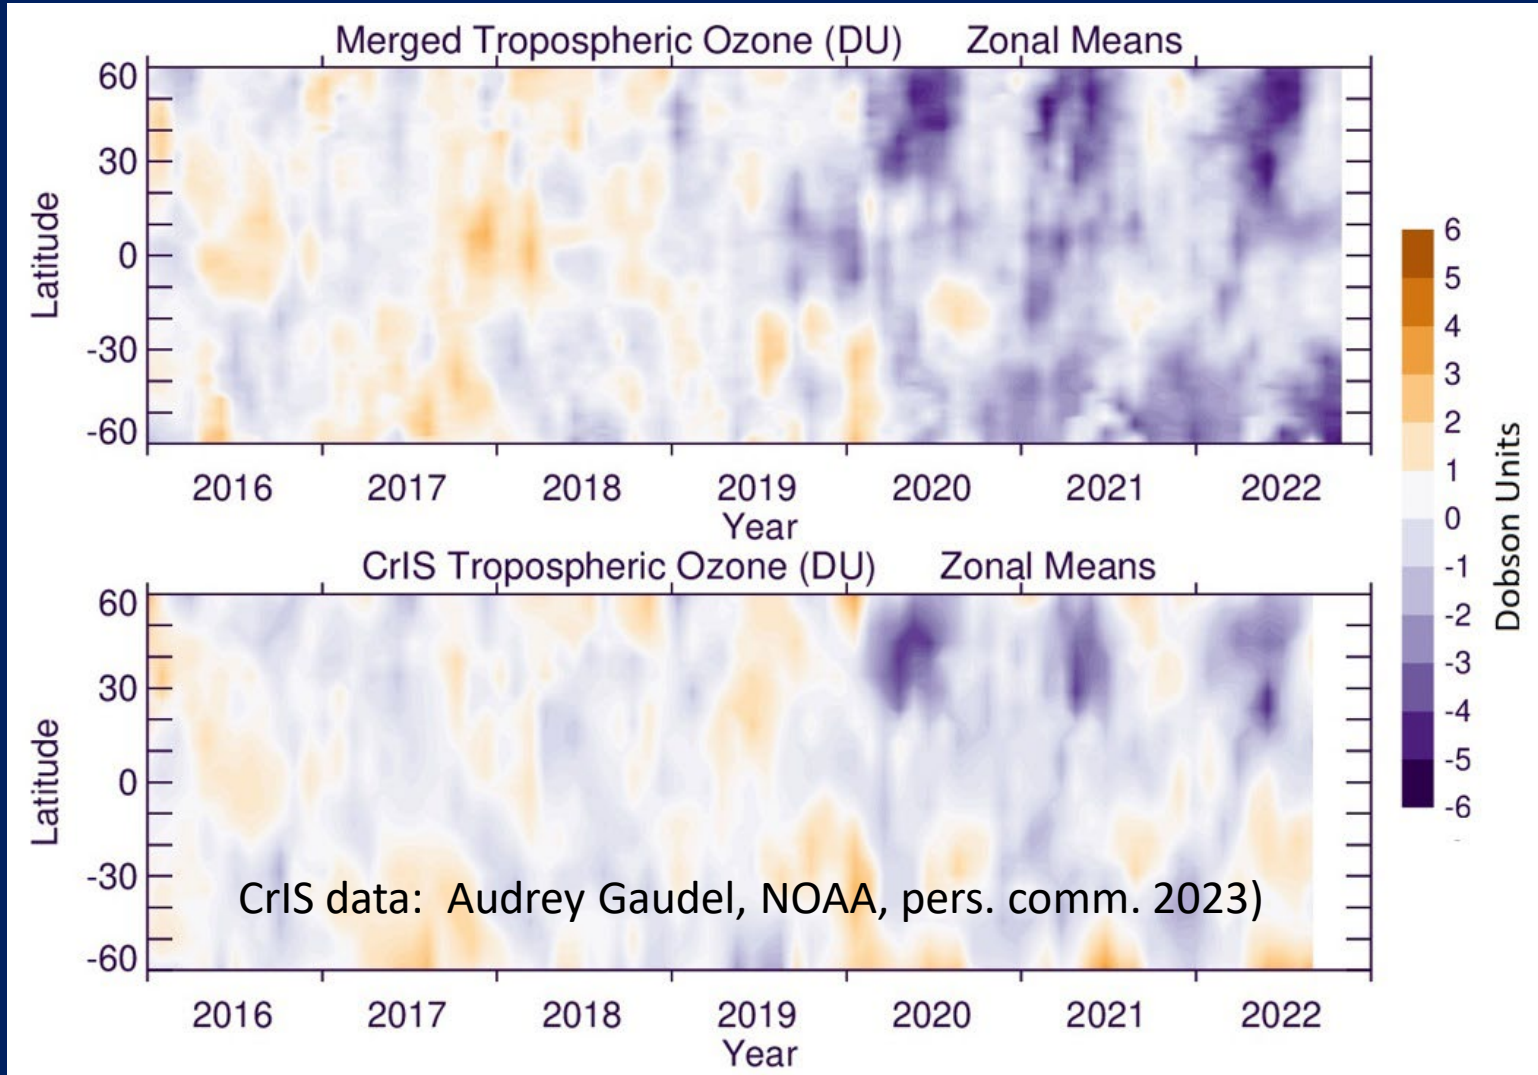 Merged Tropospheric Ozone (DU) Zonal Means
60
30
0
-30
-60
Latitude
2016 2017 2018 2019 2020 2021 2022
Year
CrIS Tropospheric Ozone (DU) Zonal Means
60
30
0
-30
-60
Latitude
CrIS data: Audrey Gaudel, NOAA, pers. comm. 2023)
2016 2017 2018 2019 2020 2021 2022
Year
6
5
4
3
2
1
0
-1
-2
-3
-4
-5
-6
Dobson Units